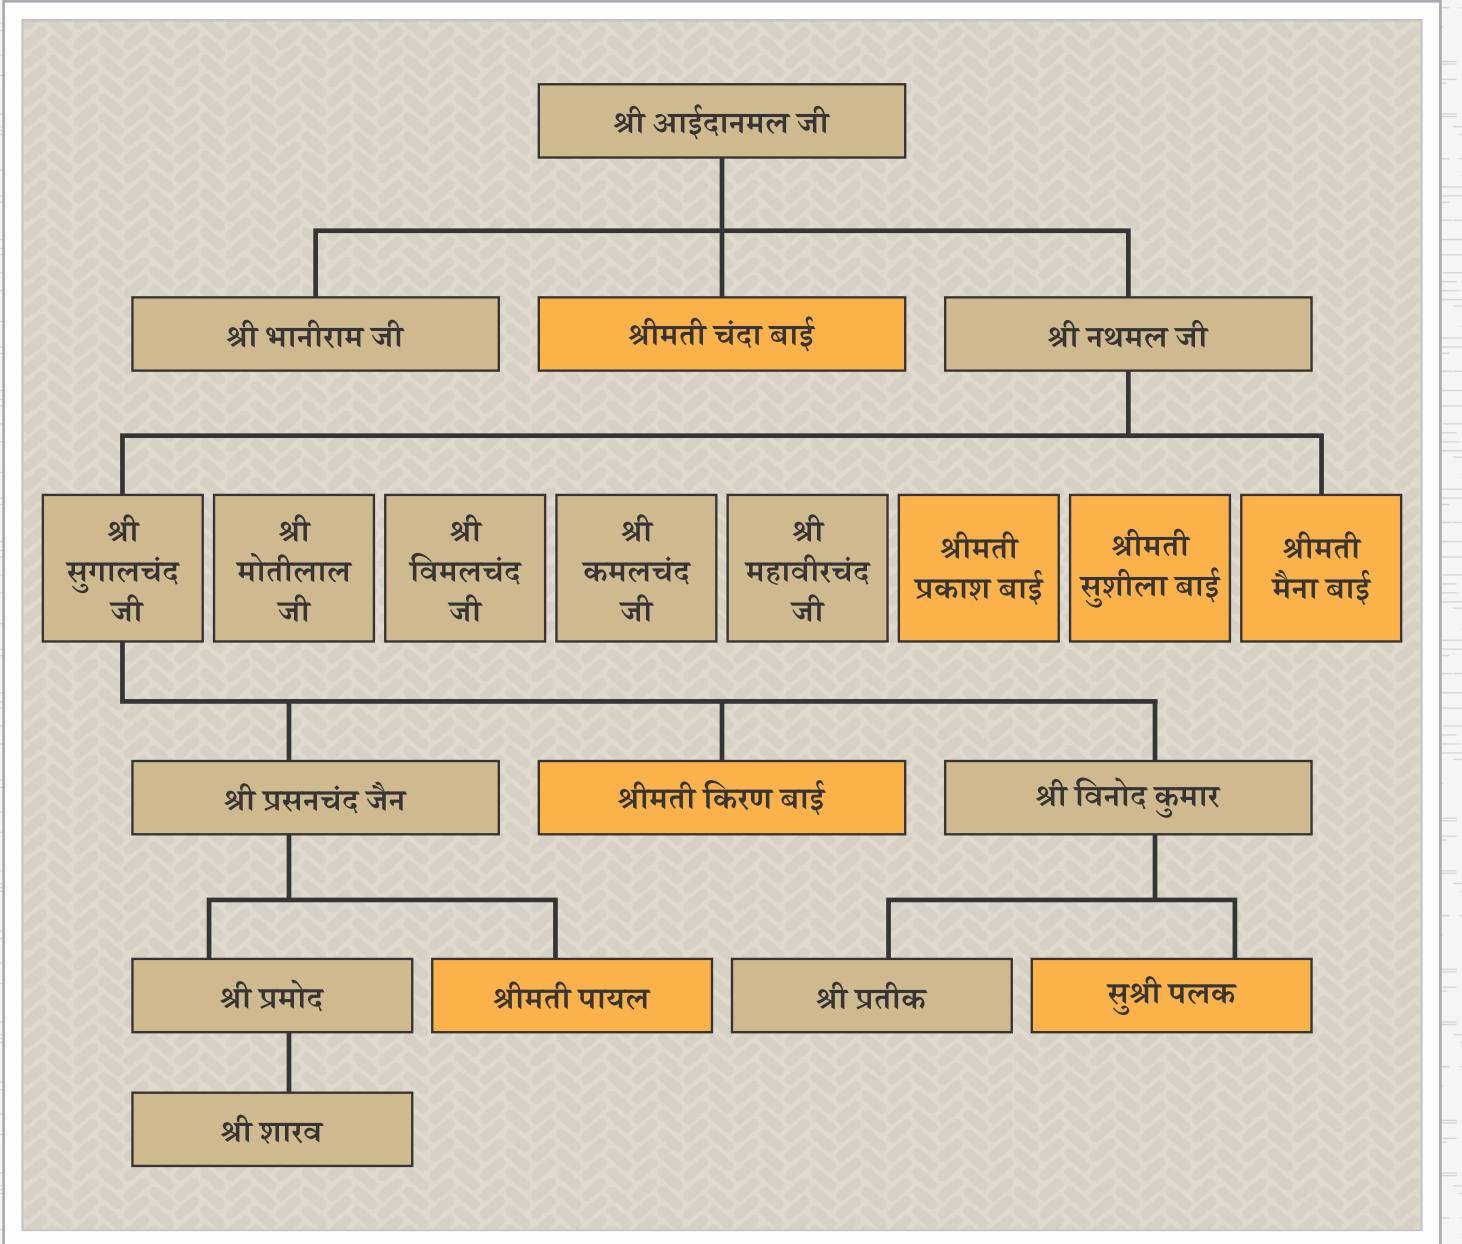 श्री आईदानमल जी
श्री भानीराम जी
श्रीमती चंदा बाई
श्री नथमल जी
श्री
सुगालचंद
जी
श्री
मोतीलाल
जी
श्री
विमलचंद
जी
श्री
कमलचंद
जी
श्री
महावीरचंद
जी
श्रीमती
प्रकाश बाई
श्रीमती
सुशीला बाई
श्रीमती
मैना बाई
श्री प्रसनचंद जैन
श्रीमती किरण बाई
श्री विनोद कुमार
श्री प्रमोद
श्रीमती पायल
श्री प्रतीक
सुश्री पलक
श्री शारव